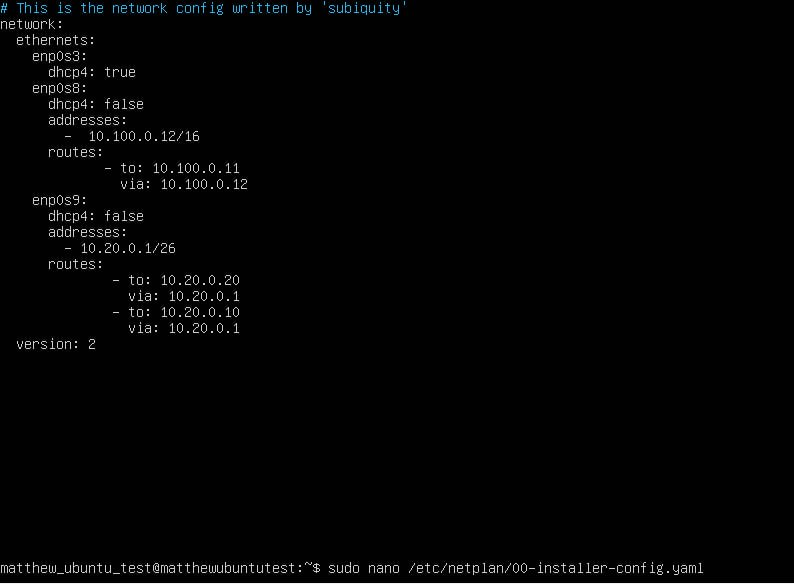 # This is the network config written by 'subiquity'
network:
  ethernets:
    enp0s3:
      dhcp4: true
    enp0s8:
      dhcp4: false
      addresses:
        -  10.100.0.12/16
      routes:
             - to: 10.100.0.11
               via: 10.100.0.12
    enp0s9:
      dhcp4: false
      addresses:
        - 10.20.0.1/26
      routes:
              - to: 10.20.0.20
                via: 10.20.0.1
              - to: 10.20.0.10
                via: 10.20.0.1
  version: 2
matthew_ubuntu_test@matthewubuntutest:~$ sudo nano /etc/netplan/00-installer-config.yaml